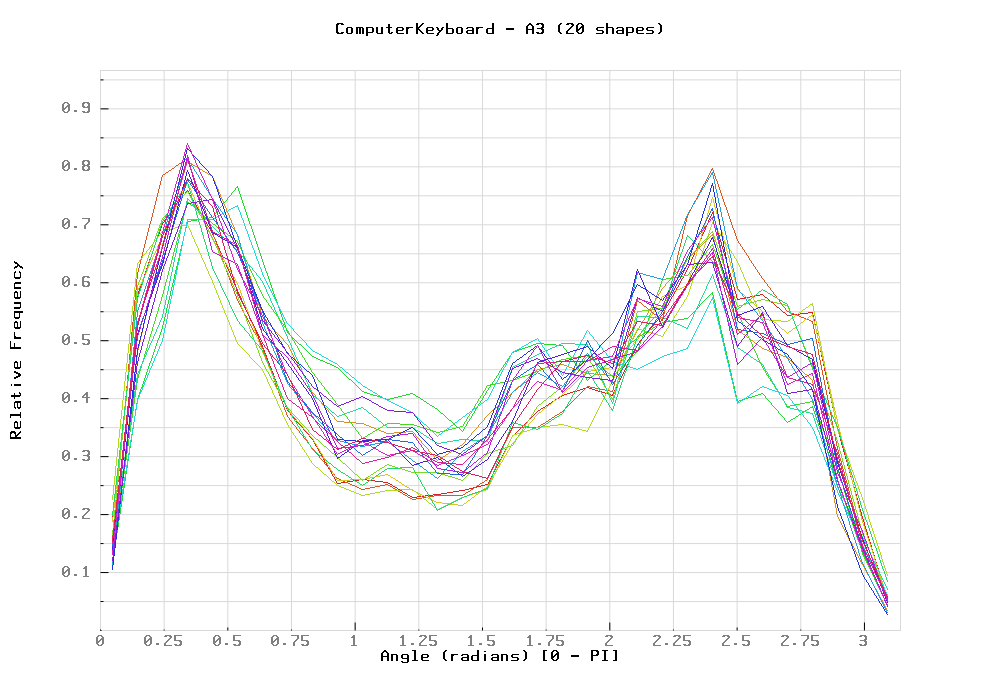 ComputerKeyboard - A3 (20 shapes)
Relative Frequency
0.9
0.8
0.7
0.6
0.5
0.4
0.3
0.2
0.1
0 0.25 0.5 0.75 1 1.25 1.5 1.75 2 2.25 2.5 2.75 3
Angle (radians) [0 - PI]